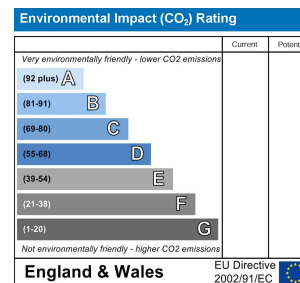 Environmental Impact (CO₂) Rating
Current Potent
Very environmentally friendly - lower CO2 emissions
(92 plus) A
(81-91) B
(69-80) C
(55-68) D
(39-54) E
(21-38) F
(1-20) G
Not environmentally friendly - higher CO2 emissions
England & Wales
EU Directive
2002/91/EC